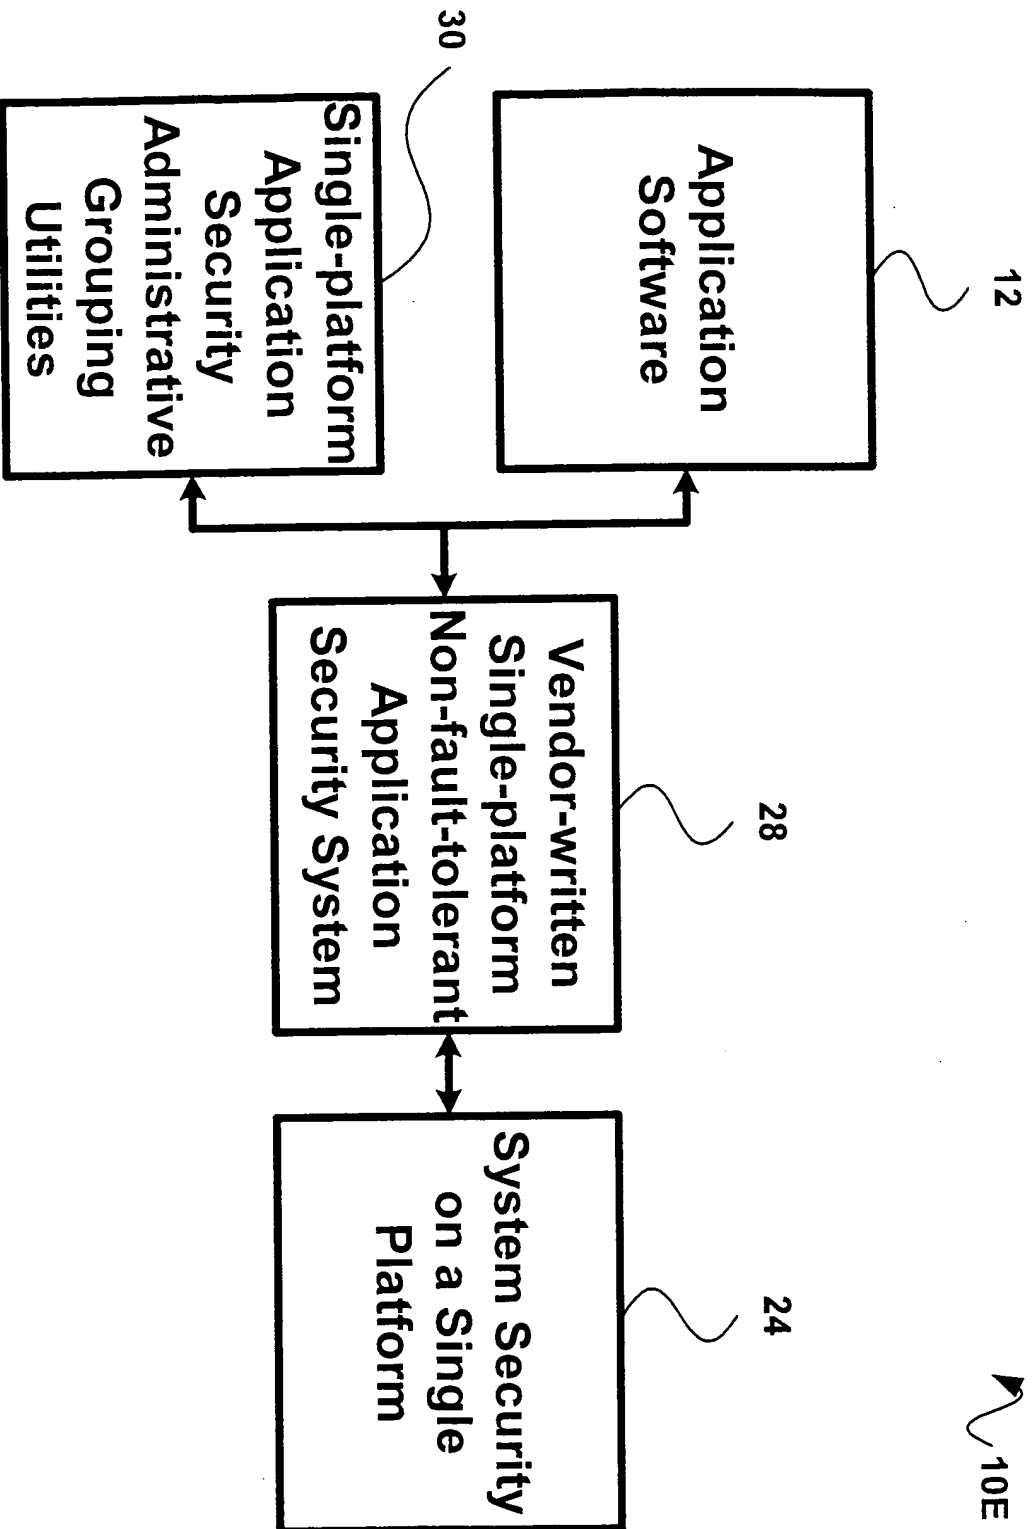 10E
12
Application
Software
30
Single-platform
Application
Security
Administrative
Grouping
Utilities
28
Vendor-written
Single-platform
Non-fault-tolerant
Application
Security System
24
System Security
on a Single
Platform